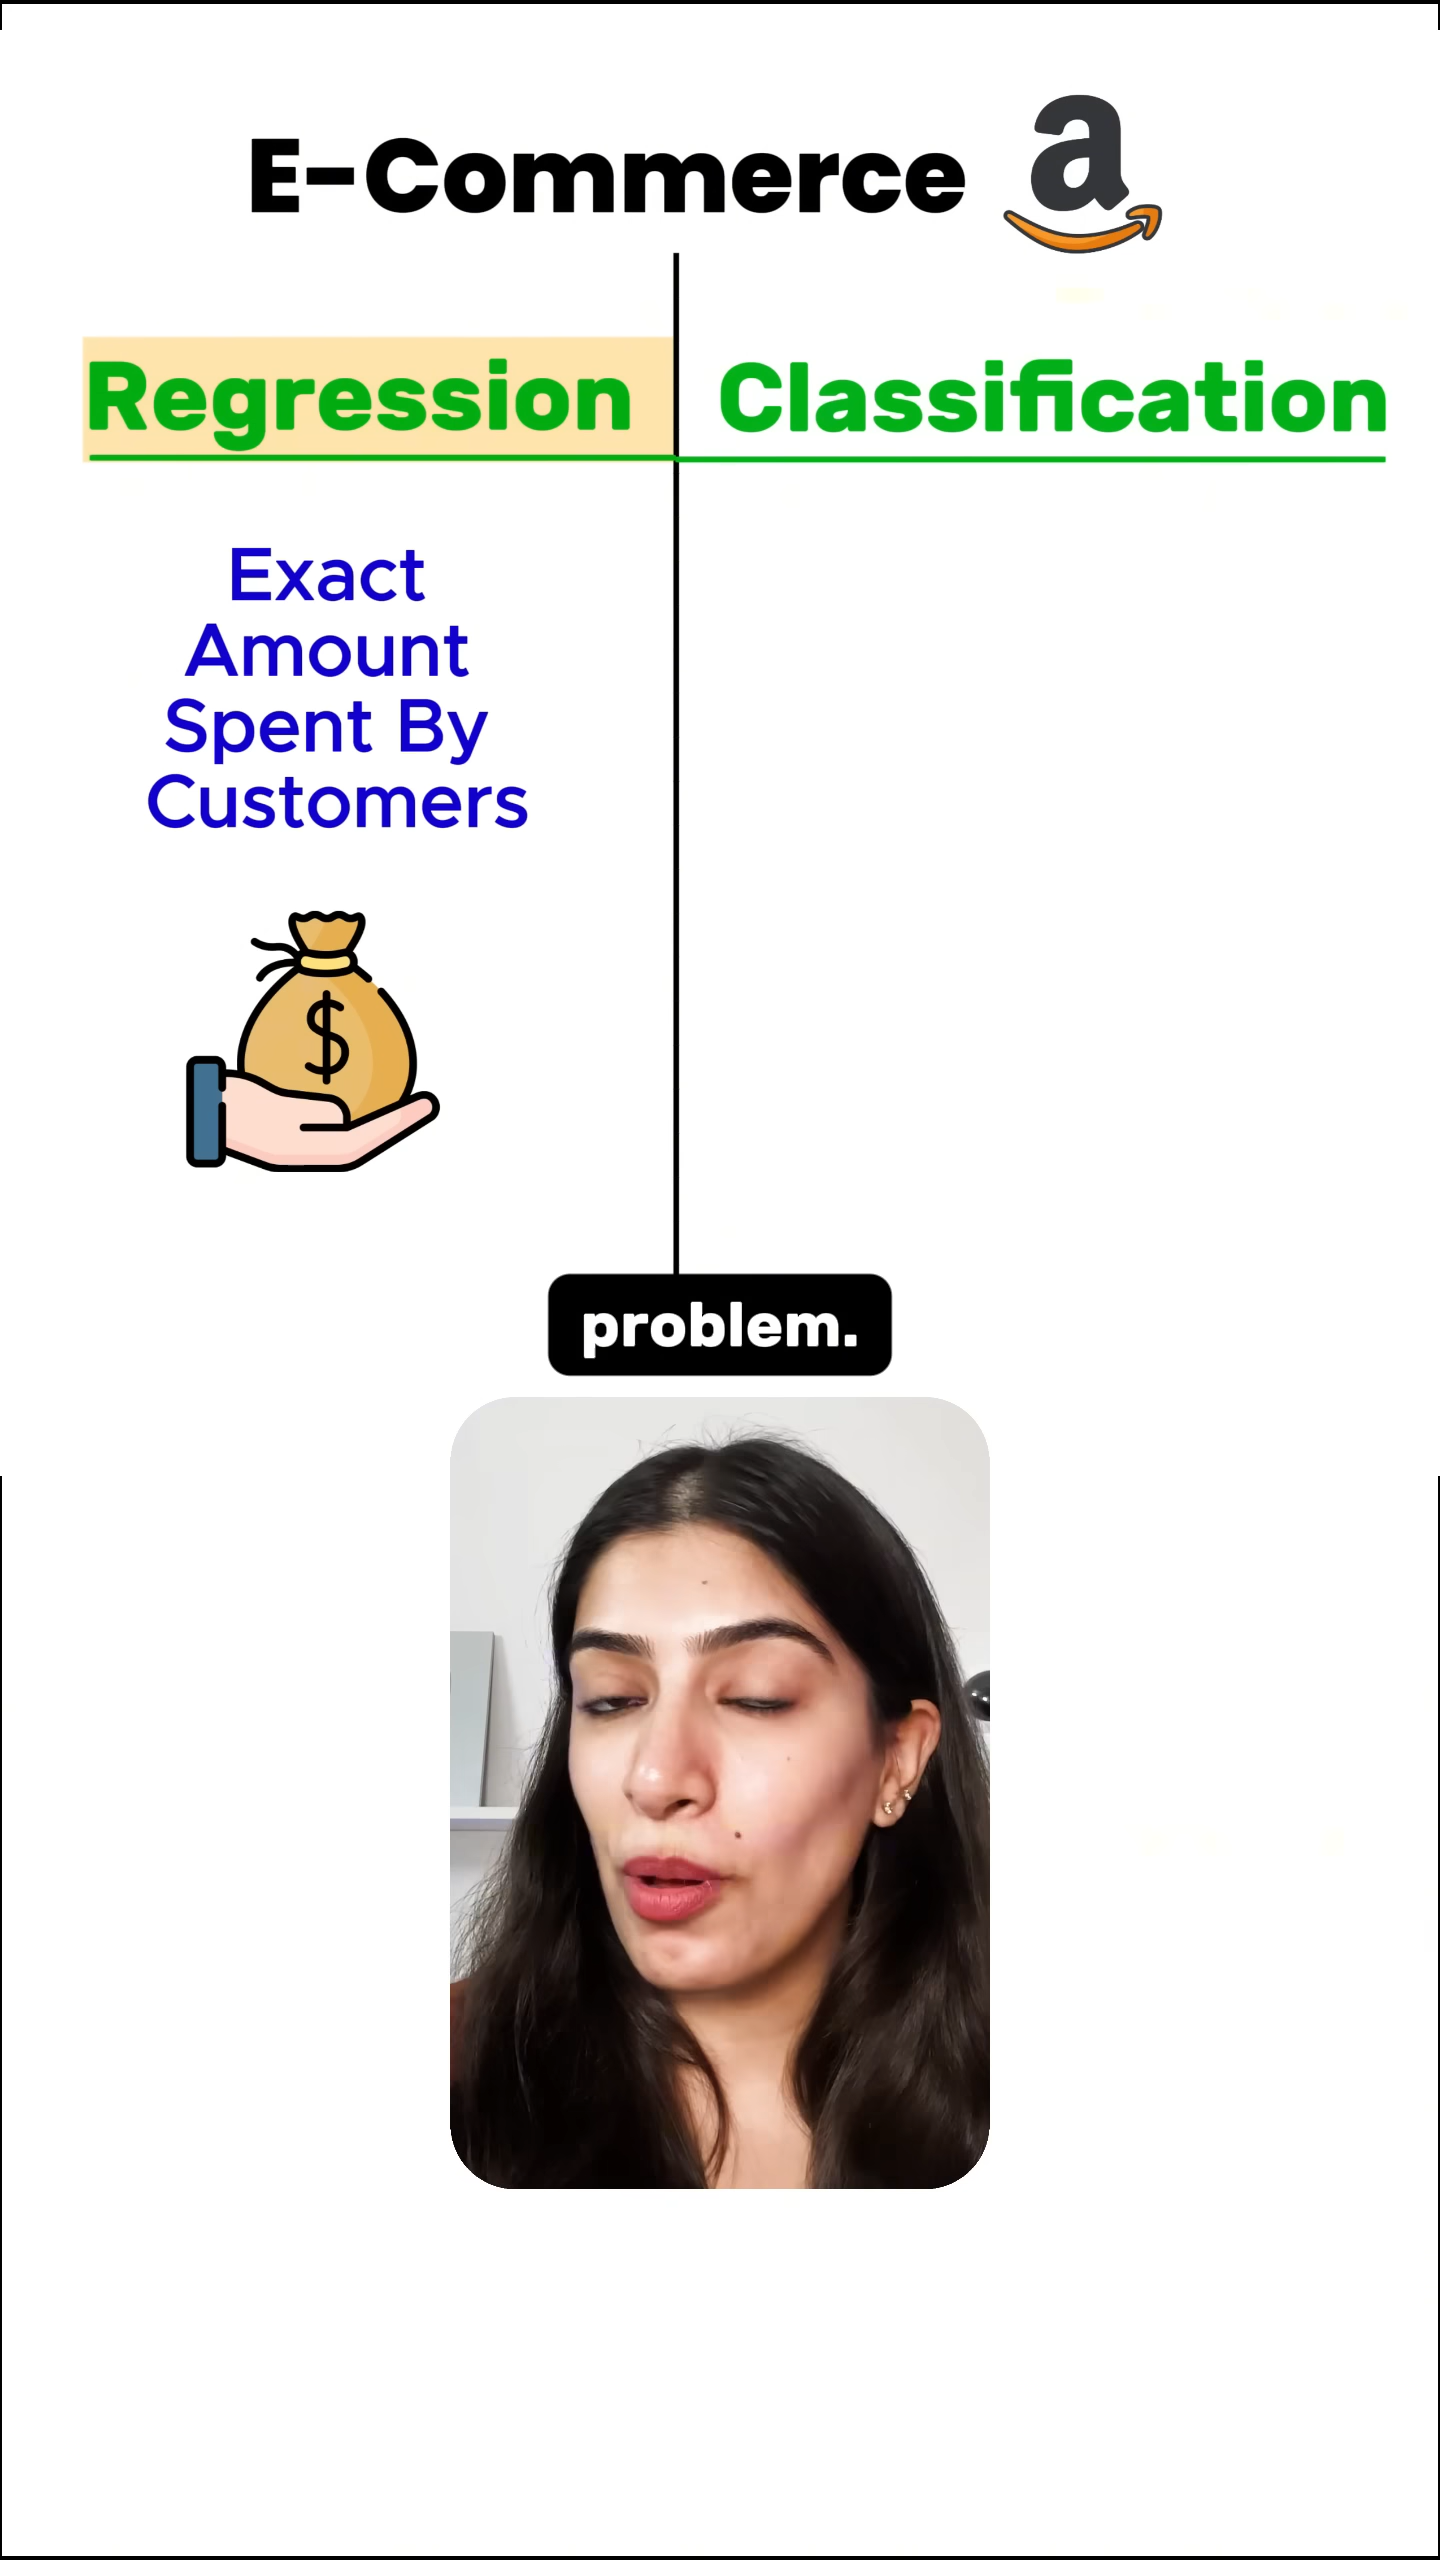 E-Commerce a
Regression
Classification
Exact
Amount
Spent By
Customers
$
problem.